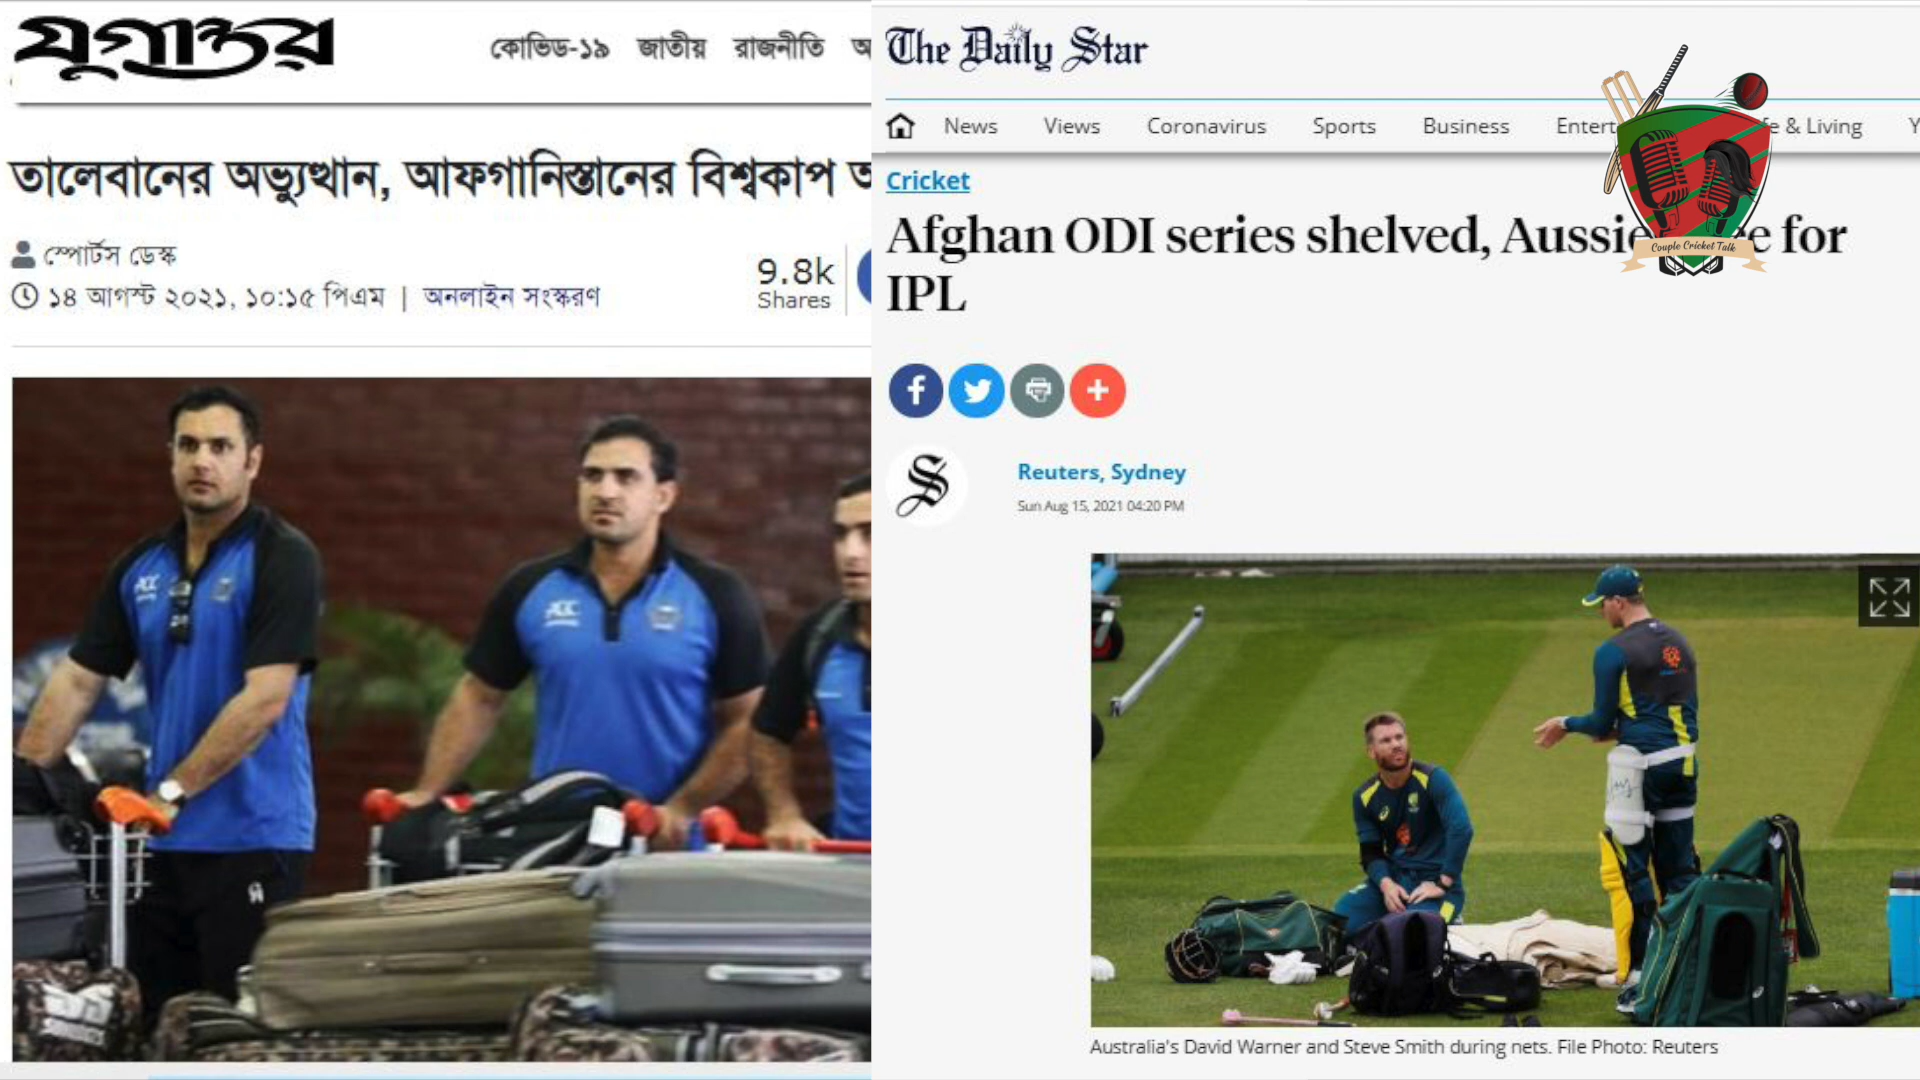 যুগান্তর
কোভিড-১৯ জাতীয় রাজনীতি
তালেবানের অভ্যুত্থান, আফগানিস্তানের বিশ্বকাপ
স্পোর্টস ডেস্ক
১৪ আগস্ট ২০২১, ১০:১৫ পিএম | অনলাইন সংস্করণ
9.8k
Shares
The Daily Star
News Views Coronavirus Sports Business & Living
Cricket
Afghan ODI series shelved, for
IPL
Reuters, Sydney
Sun Aug 15, 2021 04:20 PM
Australia's David Warner and Steve Smith during nets. File Photo: Reuters
Couple Cricket Talk